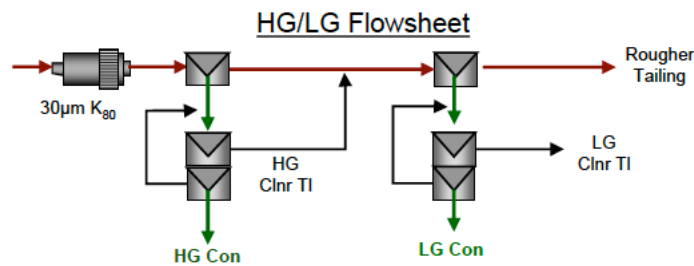 HG/LG Flowsheet
30µm K80
HG
Clnr Tl
Rougher
Tailing
LG
Clnr Tl
HG Con
LG Con